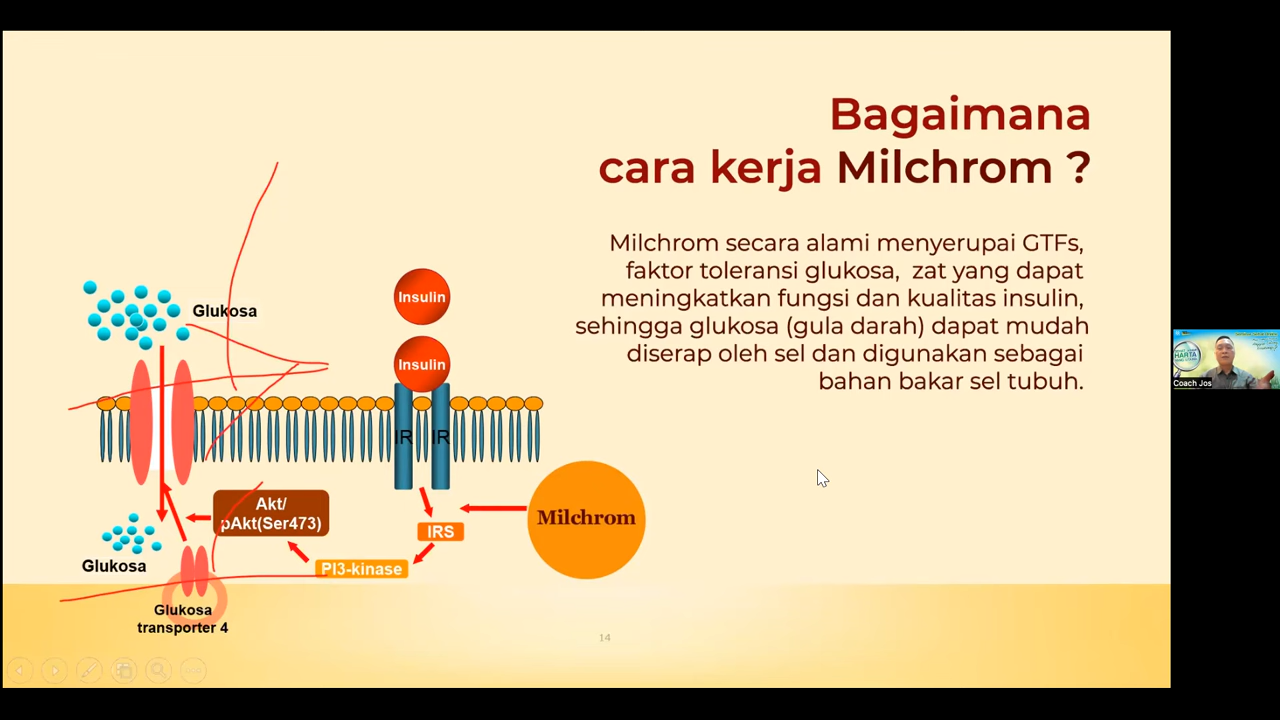 Bagaimana
cara kerja Milchrom ?
Milchrom secara alami menyerupai GTFs,
faktor toleransi glukosa, zat yang dapat
meningkatkan fungsi dan kualitas insulin,
sehingga glukosa (gula darah) dapat mudah
diserap oleh sel dan digunakan sebagai
bahan bakar sel tubuh.
Glukosa
Insulin
Insulin
IR
IR
Akt/
pAkt(Ser473)
Milchrom
IRS
PI3-kinase
Glukosa
Glukosa
transporter 4
14
HARTA
Coach Jos